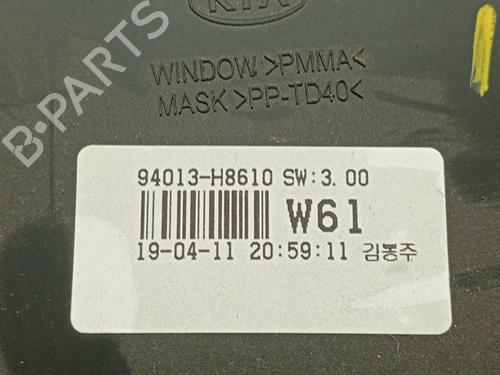 KIA
B-PARTS
WINDOW >PMMA<
MASK >PP-TD40<
94013-H8610 SW:3.00
W61
19-04-11 20:59:11 김봉주